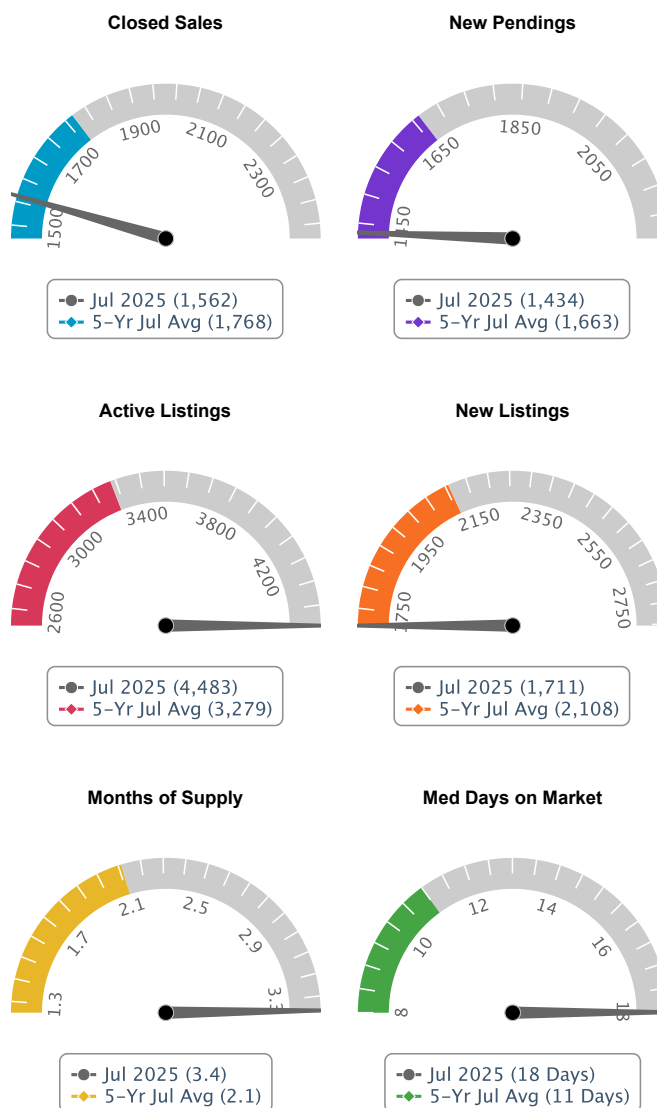 Closed Sales
New Pendings
1500
1700
1900
2100
2300
1450
1650
1850
2050
Jul 2025 (1,562)
5-Yr Jul Avg (1,768)
Jul 2025 (1,434)
5-Yr Jul Avg (1,663)
Active Listings
New Listings
2600
3000
3400
3800
4200
1750
1950
2150
2350
2550
2750
Jul 2025 (4,483)
5-Yr Jul Avg (3,279)
Jul 2025 (1,711)
5-Yr Jul Avg (2,108)
Months of Supply
Med Days on Market
1.3
1.7
2.1
2.5
2.9
3.3
8
10
12
14
16
18
Jul 2025 (3.4)
5-Yr Jul Avg (2.1)
Jul 2025 (18 Days)
5-Yr Jul Avg (11 Days)